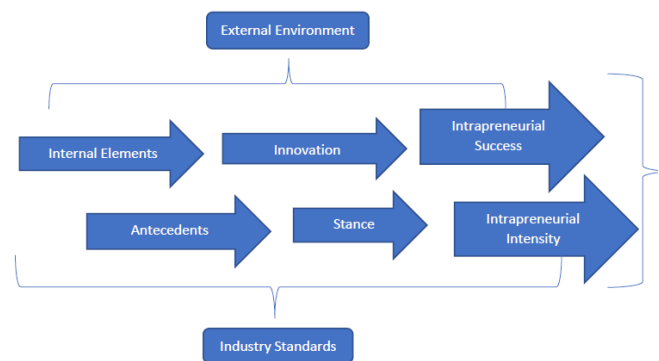 External Environment
Internal Elements
Innovation
Intrapreneurial
Success
Antecedents
Stance
Intrapreneurial
Intensity
Industry Standards